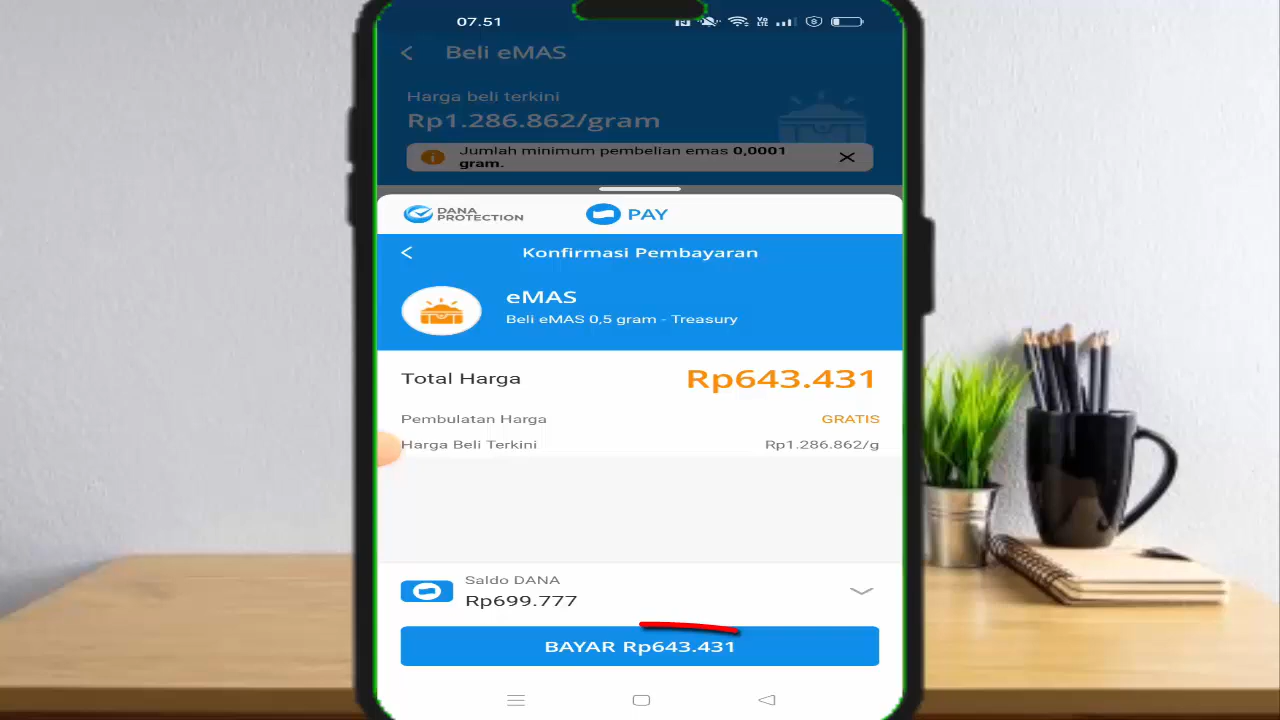 07.51
Beli eMAS
Harga beli terkini
Rp1.286.862/gram
Jumlah minimum pembelian emas 0,0001
gram.
DANA
PROTECTION
PAY
Konfirmasi Pembayaran
eMAS
Beli eMAS 0,5 gram - Treasury
Total Harga Rp643.431
Pembulatan Harga GRATIS
Harga Beli Terkini Rp1.286.862/g
Saldo DANA
Rp699.777
BAYAR Rp643.431